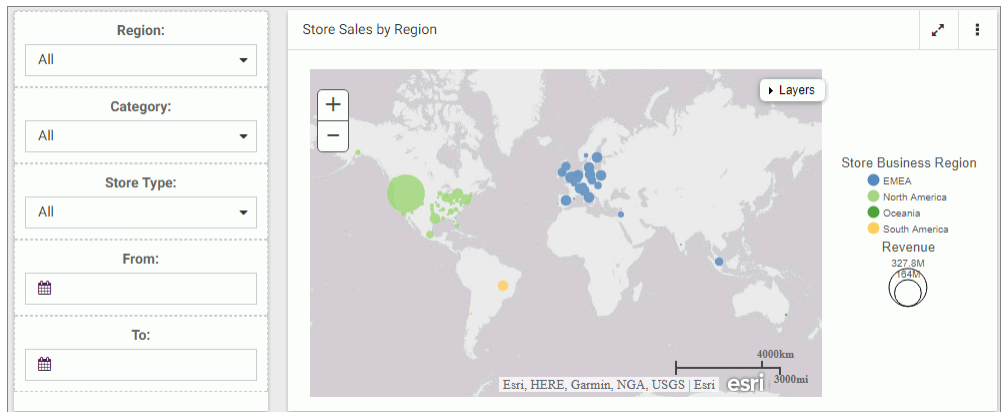 Region:
All
Category:
All
Store Type:
All
From:
To:
Store Sales by Region
+
Layers
−
Store Business Region
EMEA
North America
Oceania
South America
Revenue
327.8M
164M
4000km
3000mi
Esri, HERE, Garmin, NGA, USGS | Esri
esri